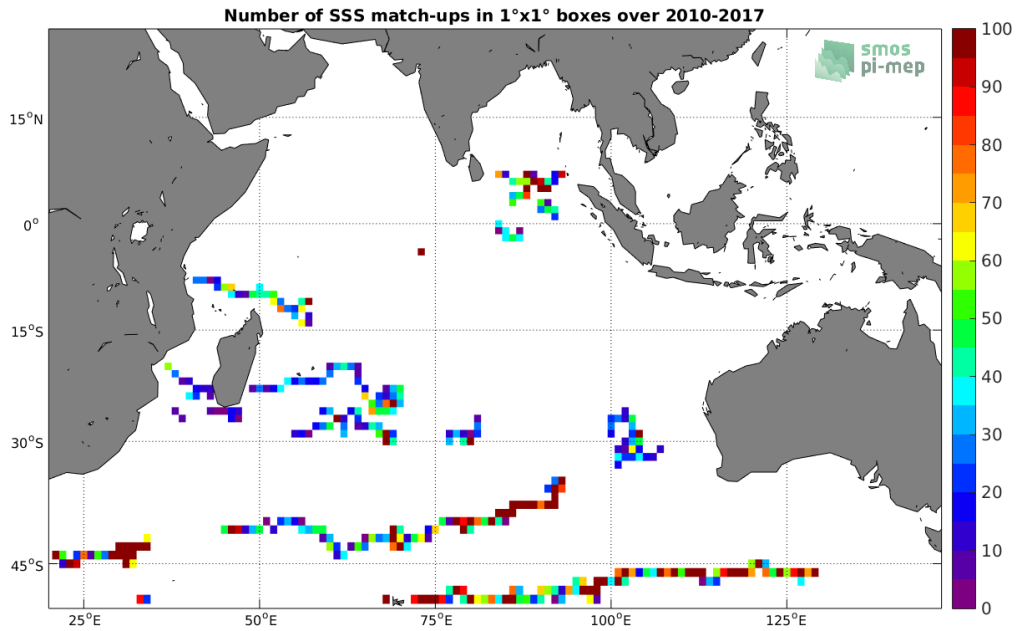 Number of SSS match-ups in 1°x1° boxes over 2010-2017
smos
pi-mep
100
90
80
70
60
50
40
30
20
10
0
15°N
0°
15°S
30°S
45°S
25°E
50°E
75°E
100°E
125°E